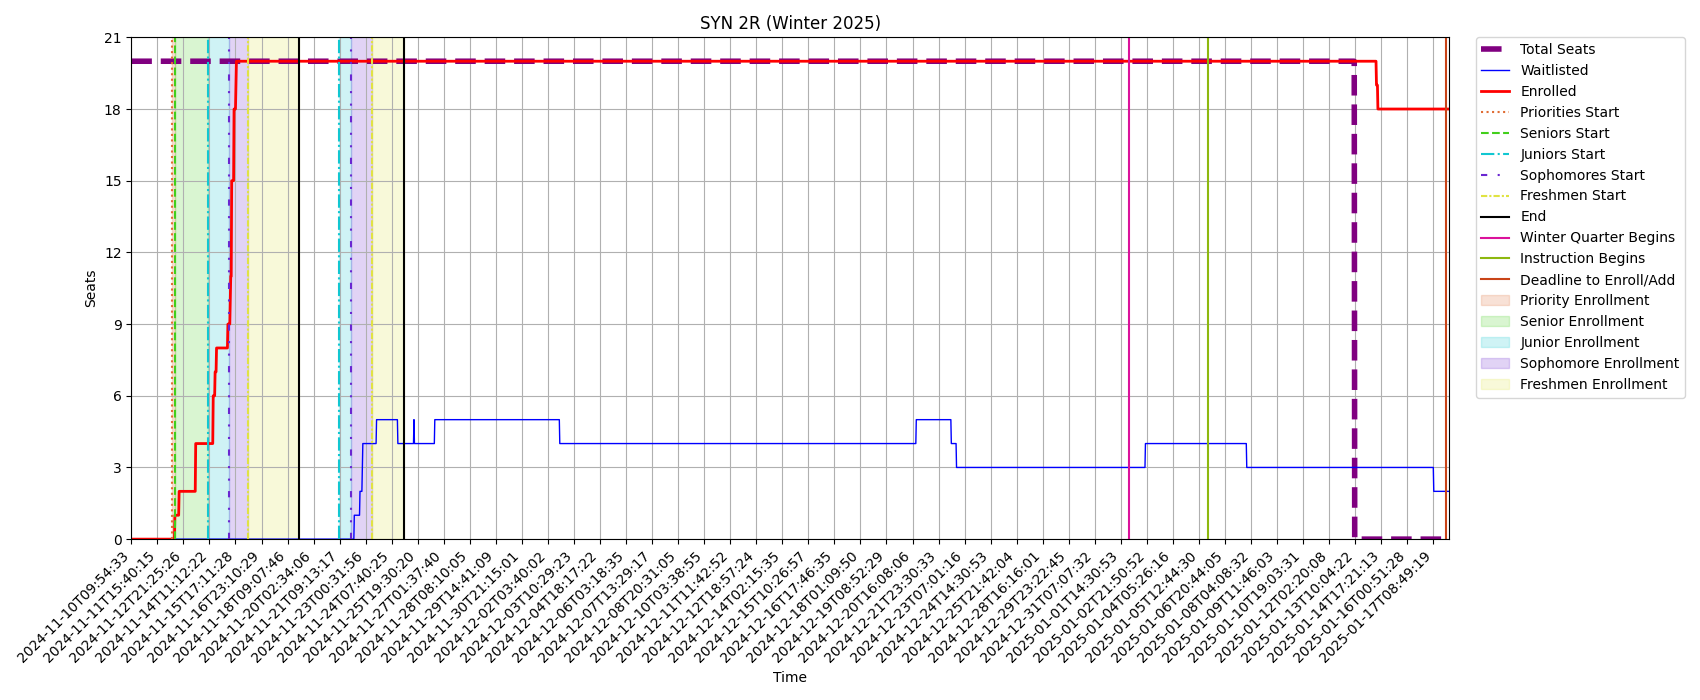 SYN 2R (Winter 2025)
Seats
21
18
15
12
9
6
3
0
2024-11-10T09:54:33
2024-11-11T15:40:15
2024-11-12T21:25:26
2024-11-14T11:12:22
2024-11-15T17:11:28
2024-11-16T23:10:29
2024-11-18T09:07:46
2024-11-20T02:34:06
2024-11-21T09:13:17
2024-11-23T00:31:56
2024-11-24T07:40:25
2024-11-25T19:30:20
2024-11-27T01:37:40
2024-11-28T08:10:05
2024-11-29T14:41:09
2024-11-30T21:15:01
2024-12-02T03:40:02
2024-12-03T10:29:23
2024-12-04T18:17:22
2024-12-06T03:18:35
2024-12-07T13:29:17
2024-12-08T20:31:05
2024-12-10T03:38:55
2024-12-11T11:42:52
2024-12-12T18:57:24
2024-12-14T02:15:35
2024-12-15T10:26:57
2024-12-16T17:46:35
2024-12-18T01:09:50
2024-12-19T08:52:29
2024-12-20T16:08:06
2024-12-21T23:30:33
2024-12-23T07:01:16
2024-12-24T14:30:53
2024-12-25T21:42:04
2024-12-28T16:16:01
2024-12-29T23:22:45
2024-12-31T07:07:32
2025-01-01T14:30:53
2025-01-02T21:50:52
2025-01-04T05:26:16
2025-01-05T12:44:30
2025-01-06T20:44:05
2025-01-08T04:08:32
2025-01-09T11:46:03
2025-01-10T19:03:31
2025-01-12T02:20:08
2025-01-13T10:04:22
2025-01-14T17:21:13
2025-01-16T00:51:28
2025-01-17T08:49:19
Time
Total Seats
Waitlisted
Enrolled
Priorities Start
Seniors Start
Juniors Start
Sophomores Start
Freshmen Start
End
Winter Quarter Begins
Instruction Begins
Deadline to Enroll/Add
Priority Enrollment
Senior Enrollment
Junior Enrollment
Sophomore Enrollment
Freshmen Enrollment